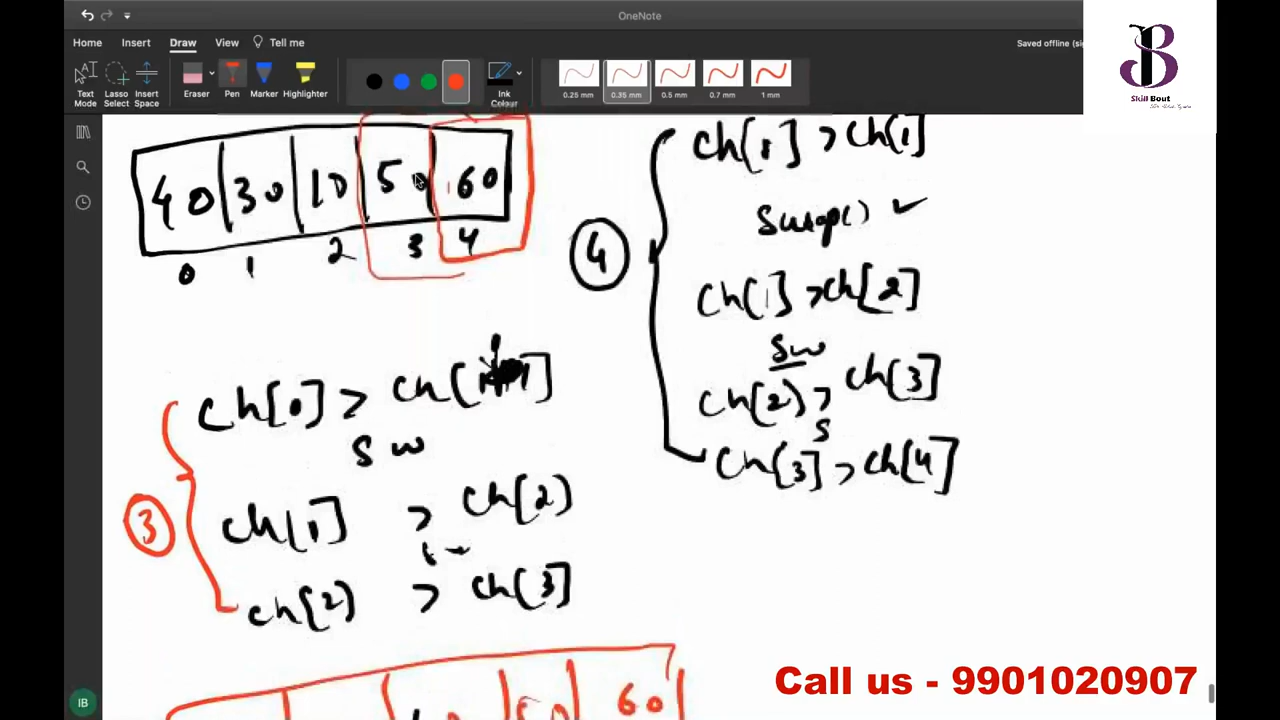 OneNote
Home Insert Draw View Tell me
Saved offline (sig
Text Mode
Lasso Select
Insert Space
Eraser
Pen
Marker
Highlighter
Ink Colour
0.25 mm
0.35 mm
0.5 mm
0.7 mm
1 mm
B
Skill Bout
40 30 10 50 60
0 1 2 3 4
4
ch[1] > ch[1]
Swap()
ch[1] > ch[2]
Sw
ch[2) > ch[3]
S
ch[3] > ch[4]
3
ch[0] >
S w
ch[1] > ch[2)
ch[2) > ch[3]
60
IB
Call us - 9901020907